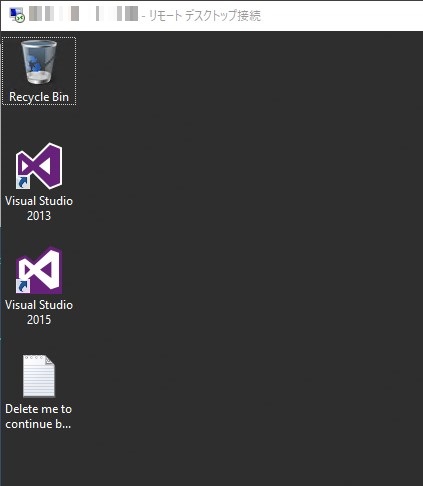 - リモート デスクトップ接続
Recycle Bin
Visual Studio
2013
Visual Studio
2015
Delete me to
continue b...